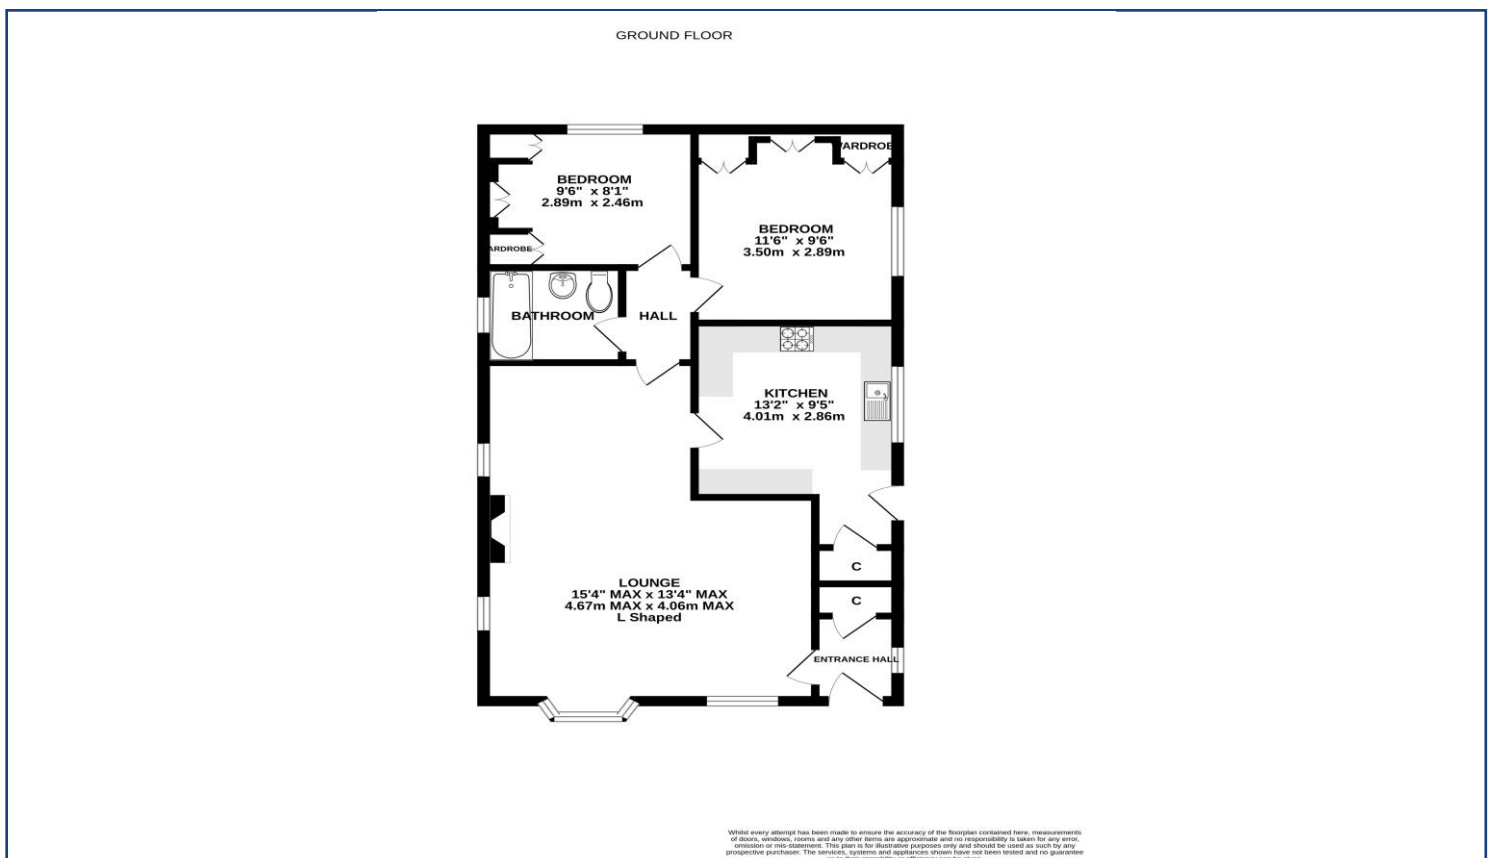 GROUND FLOOR
BEDROOM
9'6" x 8'1"
2.89m x 2.46m
ARDROBE
ARDROBE
BEDROOM
11'6" x 9'6"
3.50m x 2.89m
BATHROOM
HALL
KITCHEN
13'2" x 9'5"
4.01m x 2.86m
LOUNGE
15'4" MAX x 13'4" MAX
4.67m MAX x 4.06m MAX
L Shaped
C
C
ENTRANCE HALL
Whilst every attempt has been made to ensure the accuracy of the floorplan contained here, measurements
of doors, windows, rooms and any other items are approximate and no responsibility is taken for any error,
omission or mis-statement. This plan is for illustrative purposes only and should be used as such by any
prospective purchaser. The services, systems and appliances shown have not been tested and no guarantee